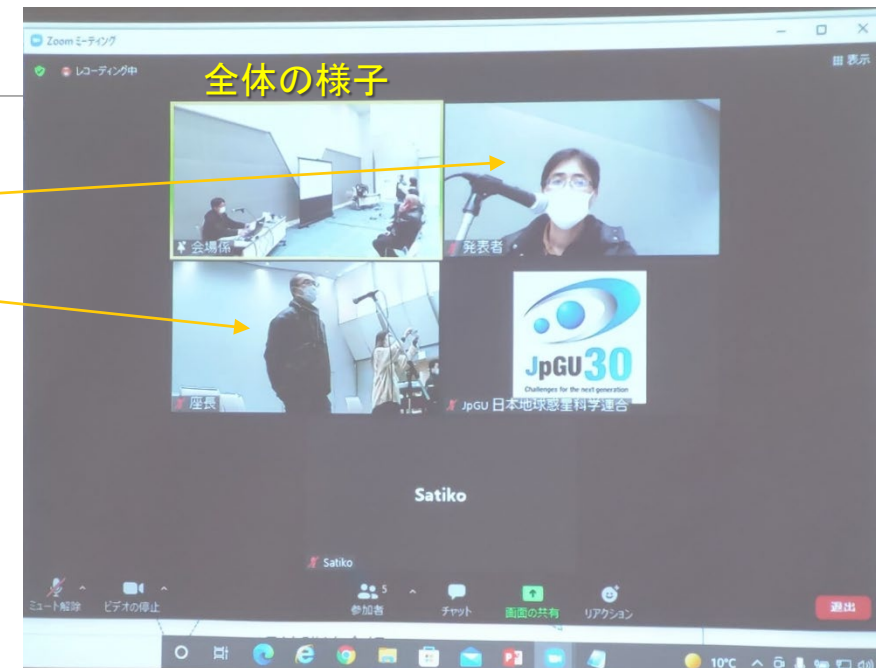 Zoom ミーティング
レコーディング中
表示
全体の様子
会場係
発表者
座長
JpGU30
Challenges for the next generation
JpGU 日本地球惑星科学連合
Satiko
Satiko
ミュート解除
ビデオの停止
5
参加者
チャット
画面の共有
リアクション
退出
10℃